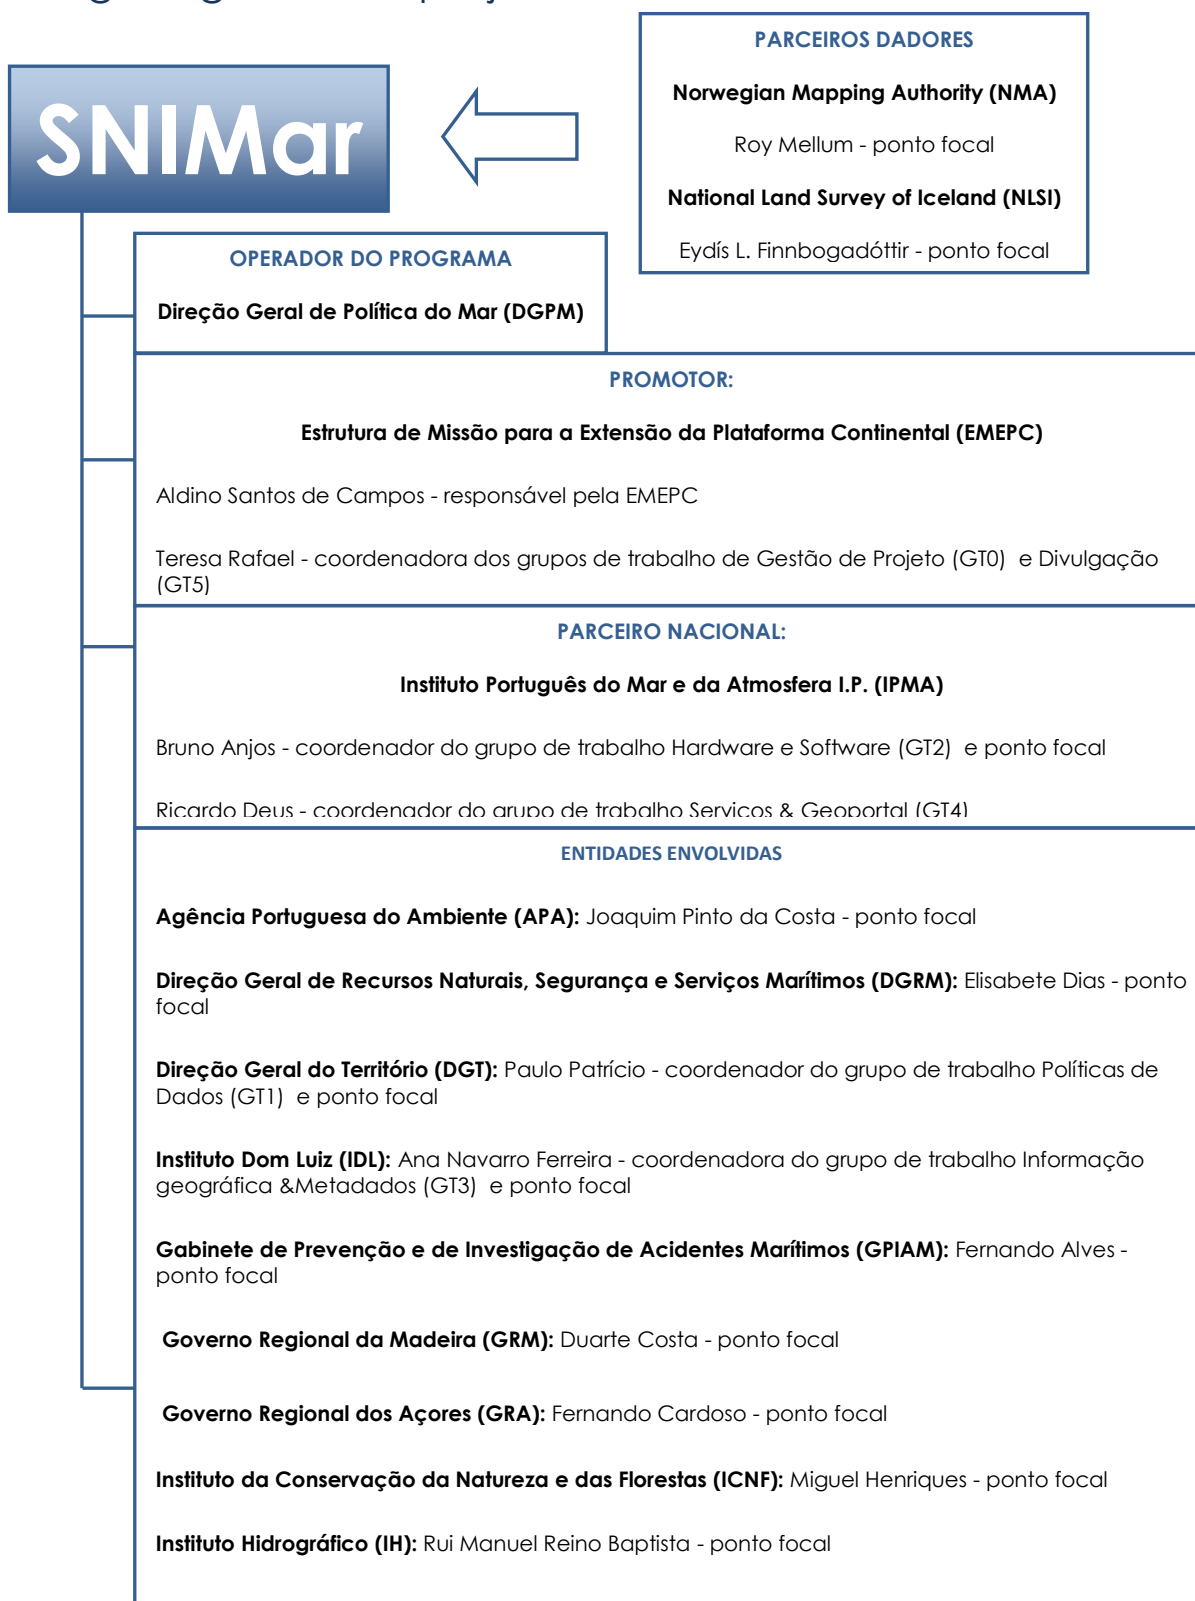 SNIMar
PARCEIROS DADORES
Norwegian Mapping Authority (NMA)
Roy Mellum - ponto focal
National Land Survey of Iceland (NLSI)
Eydís L. Finnbogadóttir - ponto focal
OPERADOR DO PROGRAMA
Direção Geral de Política do Mar (DGPM)
PROMOTOR:
Estrutura de Missão para a Extensão da Plataforma Continental (EMEPC)
Aldino Santos de Campos - responsável pela EMEPC
Teresa Rafael - coordenadora dos grupos de trabalho de Gestão de Projeto (GT0) e Divulgação
(GT5)
PARCEIRO NACIONAL:
Instituto Português do Mar e da Atmosfera I.P. (IPMA)
Bruno Anjos - coordenador do grupo de trabalho Hardware e Software (GT2) e ponto focal
Ricardo Deus - coordenador do grupo de trabalho Serviços & Geoportal (GT4)
ENTIDADES ENVOLVIDAS
Agência Portuguesa do Ambiente (APA): Joaquim Pinto da Costa - ponto focal
Direção Geral de Recursos Naturais, Segurança e Serviços Marítimos (DGRM): Elisabete Dias - ponto
focal
Direção Geral do Território (DGT): Paulo Patrício - coordenador do grupo de trabalho Políticas de
Dados (GT1) e ponto focal
Instituto Dom Luiz (IDL): Ana Navarro Ferreira - coordenadora do grupo de trabalho Informação
geográfica &Metadados (GT3) e ponto focal
Gabinete de Prevenção e de Investigação de Acidentes Marítimos (GPIAM): Fernando Alves -
ponto focal
Governo Regional da Madeira (GRM): Duarte Costa - ponto focal
Governo Regional dos Açores (GRA): Fernando Cardoso - ponto focal
Instituto da Conservação da Natureza e das Florestas (ICNF): Miguel Henriques - ponto focal
Instituto Hidrográfico (IH): Rui Manuel Reino Baptista - ponto focal